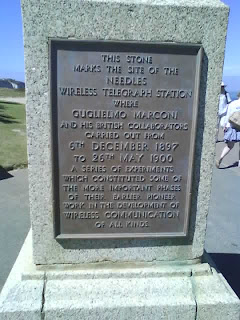 THIS STONE
MARKS THE SITE OF THE
NEEDLES
WIRELESS TELEGRAPH STATION
WHERE
GUGLIELMO MARCONI
AND HIS BRITISH COLLABORATORS
CARRIED OUT FROM
6TH DECEMBER 1897
TO 26TH MAY 1900
A SERIES OF EXPERIMENTS
WHICH CONSTITUTED SOME OF
THE MORE IMPORTANT PHASES
OF THEIR EARLIER PIONEER
WORK IN THE DEVELOPMENT OF
WIRELESS COMMUNICATION
OF ALL KINDS